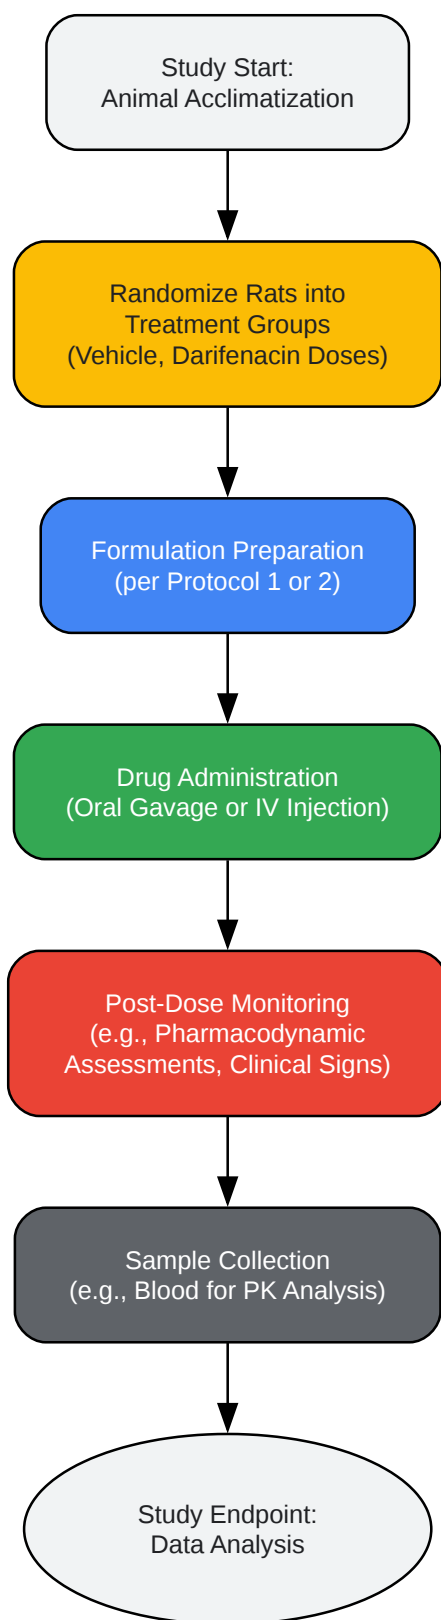 Study Start:
Animal Acclimatization
Randomize Rats into
Treatment Groups
(Vehicle, Darifenacin Doses)
Formulation Preparation
(per Protocol 1 or 2)
Drug Administration
(Oral Gavage or IV Injection)
Post-Dose Monitoring
(e.g., Pharmacodynamic
Assessments, Clinical Signs)
Sample Collection
(e.g., Blood for PK Analysis)
Study Endpoint:
Data Analysis